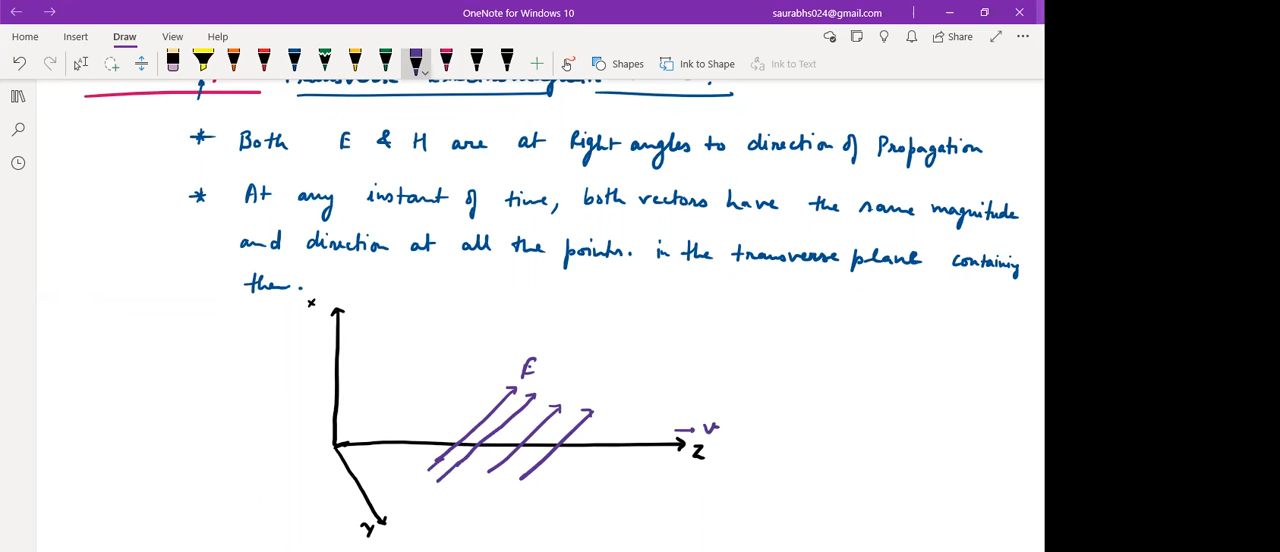 OneNote for Windows 10
saurabhs024@gmail.com
Home Insert Draw View Help
Share
Shapes Ink to Shape Ink to Text
* Both E & H are at Right angles to direction of Propagation
* At any instant of time, both vectors have the same magnitude
and direction at all the points. in the transverse plane containing
them.
x
E
v
z
y